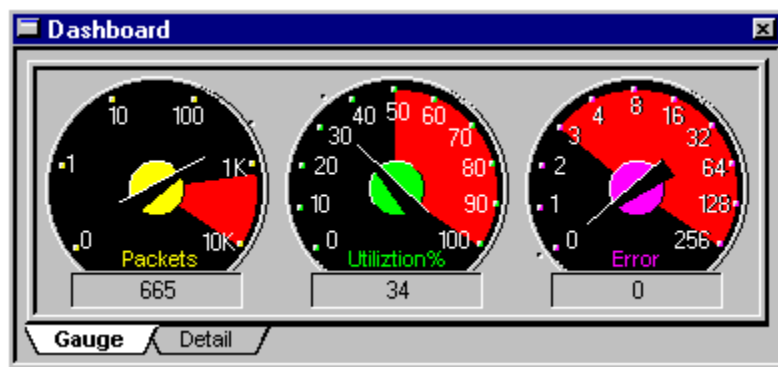 Dashboard
0 1 10 100 1K 10K
Packets
665
0 10 20 30 40 50 60 70 80 90 100
Utiliztion%
34
0 1 2 3 4 8 16 32 64 128 256
Error
0
Gauge Detail